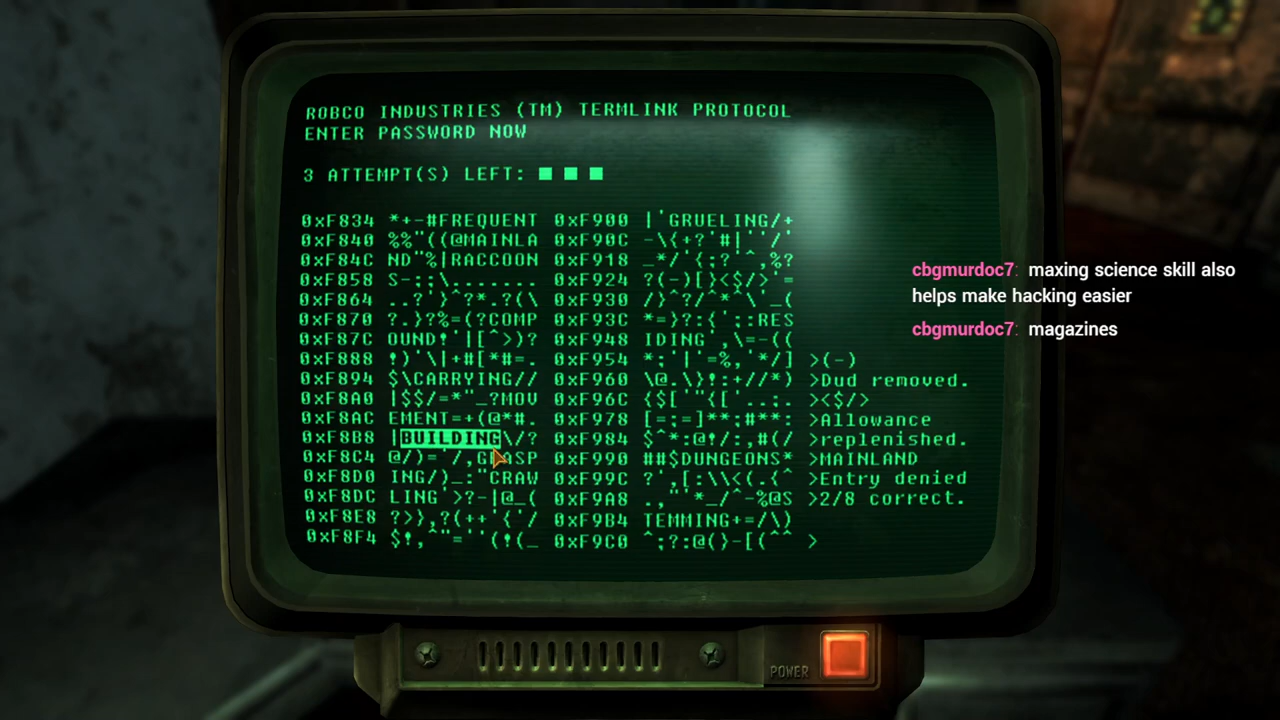 ROBCO INDUSTRIES (TM) TERMLINK PROTOCOL
ENTER PASSWORD NOW
3 ATTEMPT(S) LEFT: ■ ■ ■
0xF834 *+-#FREQUENT 0xF900 |'GRUELING/+
0xF840 %%"((@MAINLA 0xF90C -\{+?'#|''/'
0xF84C ND"%|RACCOON 0xF918 _*/'{;?'^,%?
0xF858 S-;;\....... 0xF924 ?(-)[}<$/>'=
0xF864 ..?'}^?*.?(\ 0xF930 /}^?/^*^\'_(
0xF870 ?.}?%=(?COMP 0xF93C *=}?:{';:RES
0xF87C OUND!'|[^>)? 0xF948 IDING',\=-((
0xF888 !)'\|+#[*#=. 0xF954 *;'|'=%,'*/] >(-)
0xF894 $\CARRYING// 0xF960 \@.\}!:+//*) >Dud removed.
0xF8A0 |$$/=*"_?MOV 0xF96C {$['"{['..:. ><$/>
0xF8AC EMENT=+(@*#. 0xF978 [=;=]**;#**: >Allowance
0xF8B8 |BUILDING\/? 0xF984 $^*:@!/:,#(/ >replenished.
0xF8C4 @/)='/,GRASP 0xF990 ##$DUNGEONS* >MAINLAND
0xF8D0 ING/)_:"CRAW 0xF99C ?',[:\\<(.{^ >Entry denied
0xF8DC LING'>?-|@_( 0xF9A8 .,"'*_/^-%@S >2/8 correct.
0xF8E8 ?>},?(++'{'/ 0xF9B4 TEMMING+=/\)
0xF8F4 $!,^"=''(!(_ 0xF9C0 ^;?:@()-[(^^ >
cbgmurdoc7: maxing science skill also
helps make hacking easier
cbgmurdoc7: magazines
POWER